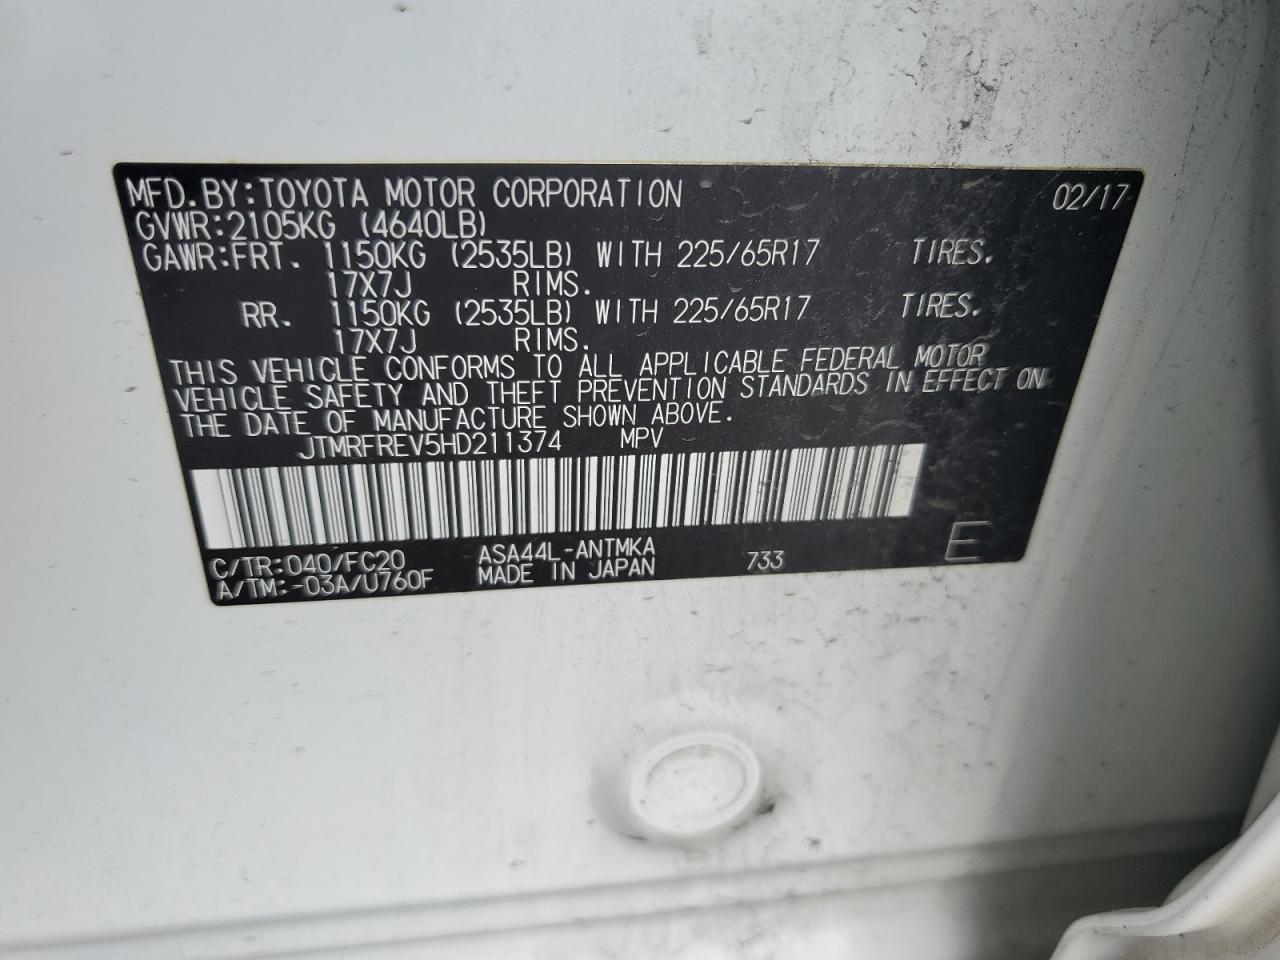 MFD.BY:TOYOTA MOTOR CORPORATION 02/17
GVWR:2105KG (4640LB)
GAWR:FRT. 1150KG (2535LB) WITH 225/65R17 TIRES.
17X7J RIMS.
RR. 1150KG (2535LB) WITH 225/65R17 TIRES.
17X7J RIMS.
THIS VEHICLE CONFORMS TO ALL APPLICABLE FEDERAL MOTOR
VEHICLE SAFETY AND THEFT PREVENTION STANDARDS IN EFFECT ON
THE DATE OF MANUFACTURE SHOWN ABOVE.
JTMRFREV5HD211374 MPV
C/TR:040/FC20 ASA44L-ANTMKA 733 E
A/TM:-03A/U760F MADE IN JAPAN